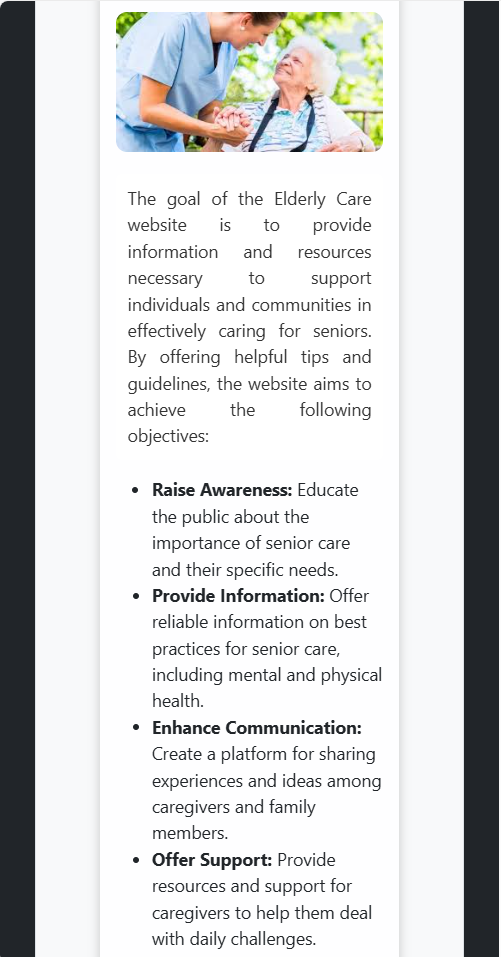 The goal of the Elderly Care
website is to provide
information and resources
necessary to support
individuals and communities in
effectively caring for seniors.
By offering helpful tips and
guidelines, the website aims to
achieve the following
objectives:
• Raise Awareness: Educate
the public about the
importance of senior care
and their specific needs.
• Provide Information: Offer
reliable information on best
practices for senior care,
including mental and physical
health.
• Enhance Communication:
Create a platform for sharing
experiences and ideas among
caregivers and family
members.
• Offer Support: Provide
resources and support for
caregivers to help them deal
with daily challenges.